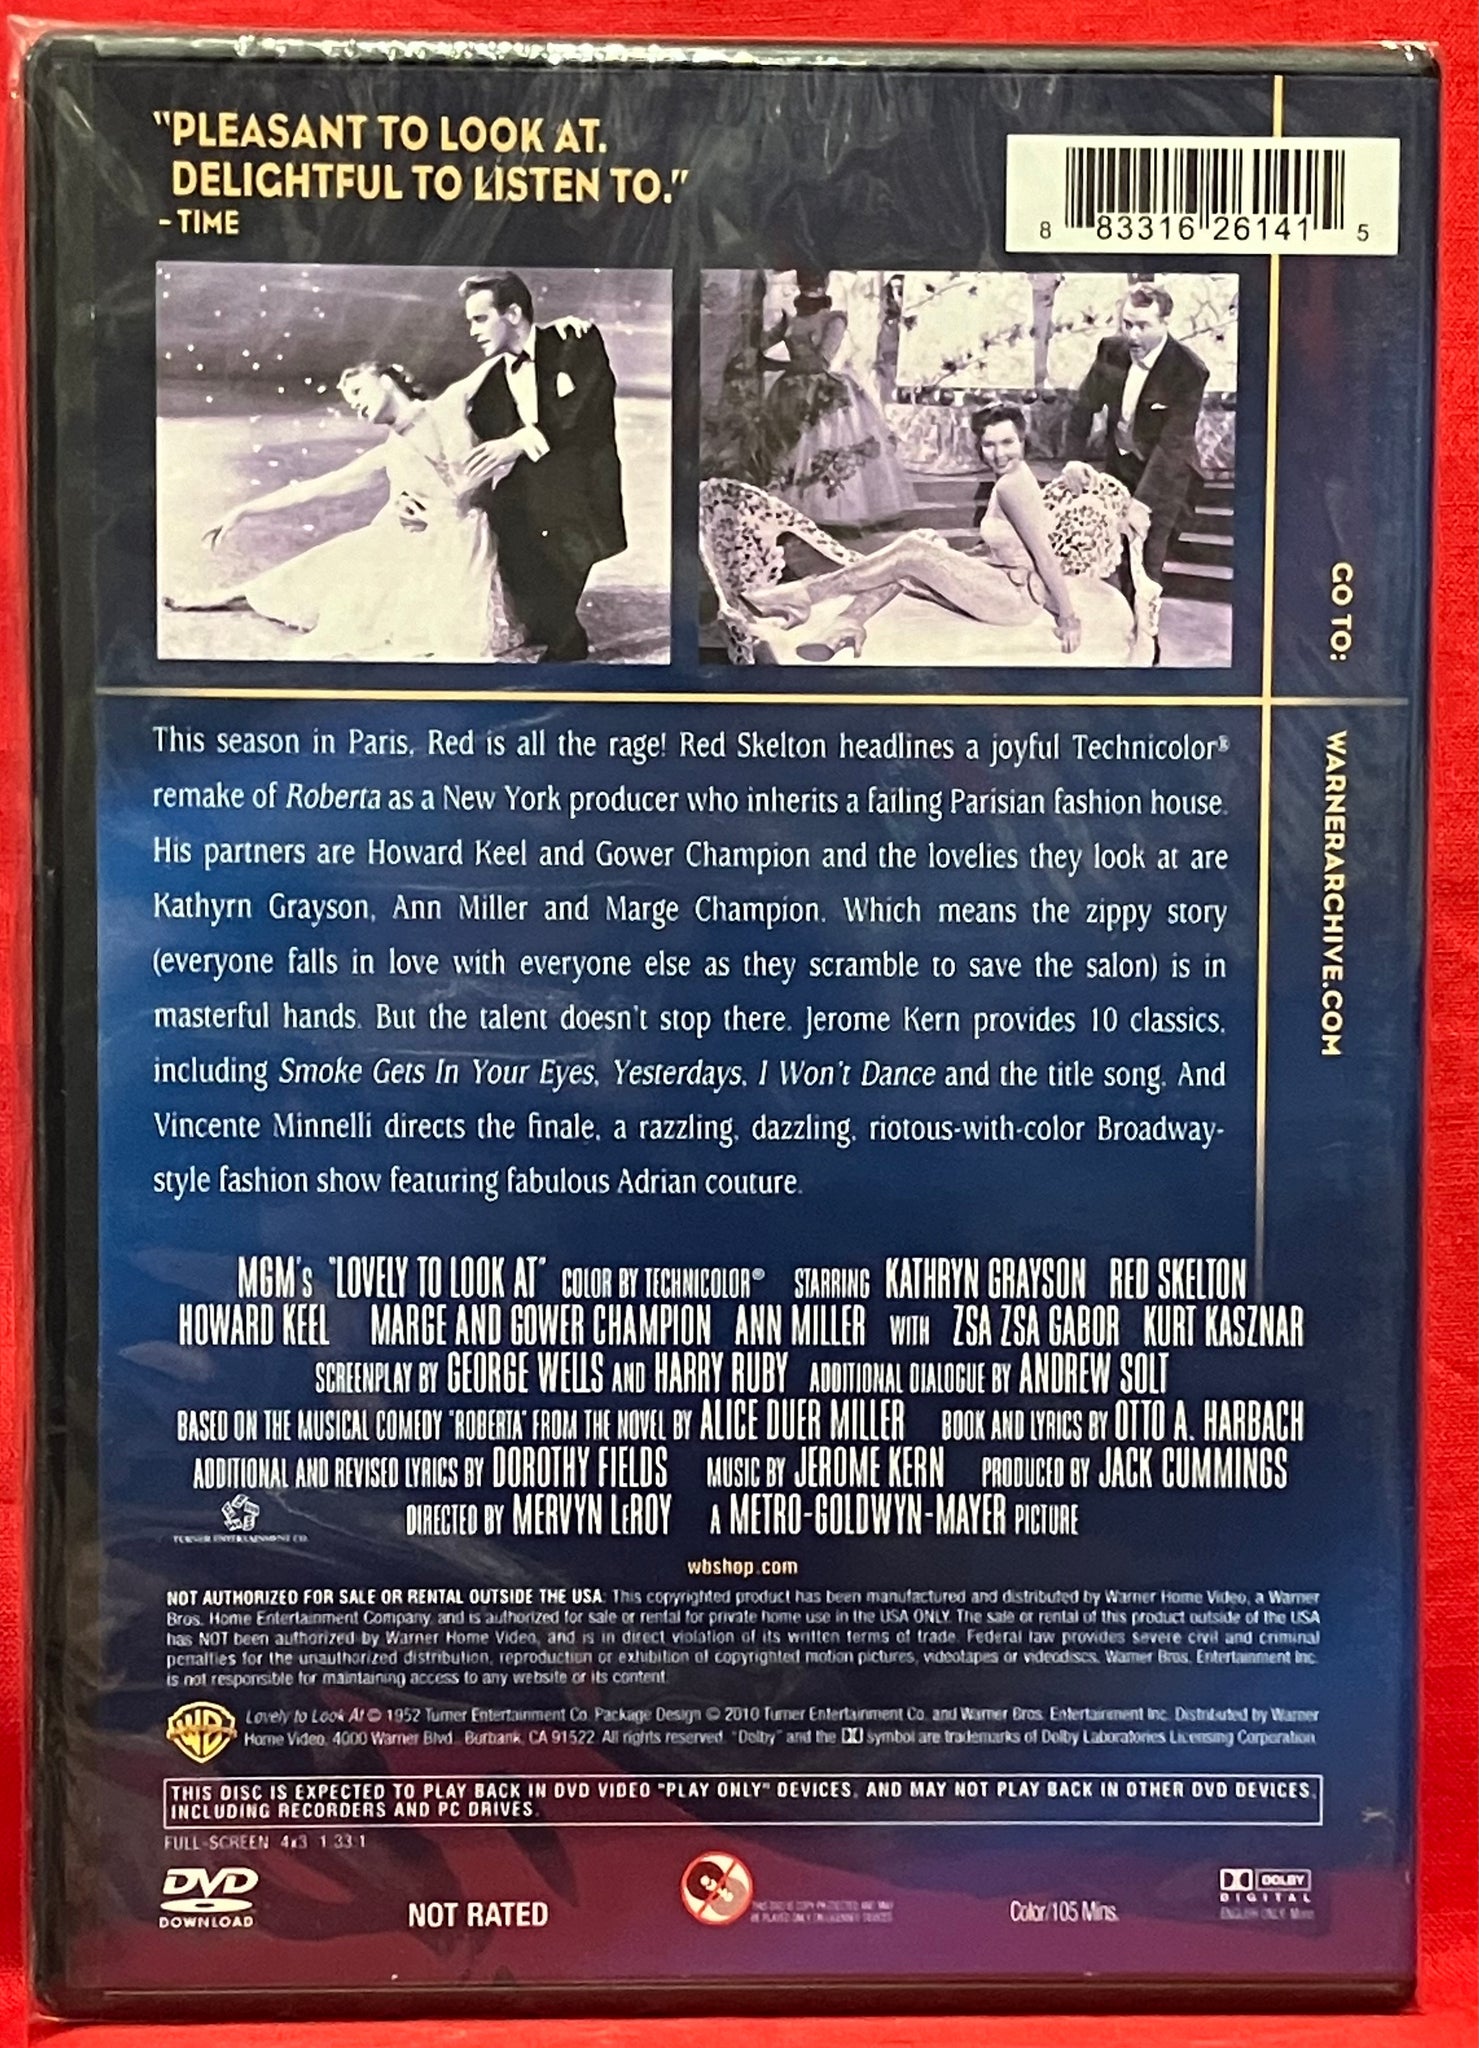 "PLEASANT TO LOOK AT.
DELIGHTFUL TO LISTEN TO."
- TIME
8 83316 26141 5
GO TO: WARNERARCHIVE.COM
This season in Paris, Red is all the rage! Red Skelton headlines a joyful Technicolor®
remake of Roberta as a New York producer who inherits a failing Parisian fashion house.
His partners are Howard Keel and Gower Champion and the lovelies they look at are
Kathyrn Grayson, Ann Miller and Marge Champion. Which means the zippy story
(everyone falls in love with everyone else as they scramble to save the salon) is in
masterful hands. But the talent doesn't stop there. Jerome Kern provides 10 classics,
including Smoke Gets In Your Eyes, Yesterdays, I Won't Dance and the title song. And
Vincente Minnelli directs the finale, a razzling, dazzling, riotous-with-color Broadway-
style fashion show featuring fabulous Adrian couture.
MGM's "LOVELY TO LOOK AT" COLOR BY TECHNICOLOR® STARRING KATHRYN GRAYSON RED SKELTON
HOWARD KEEL MARGE AND GOWER CHAMPION ANN MILLER WITH ZSA ZSA GABOR KURT KASZNAR
SCREENPLAY BY GEORGE WELLS AND HARRY RUBY ADDITIONAL DIALOGUE BY ANDREW SOLT
BASED ON THE MUSICAL COMEDY "ROBERTA" FROM THE NOVEL BY ALICE DUER MILLER BOOK AND LYRICS BY OTTO A. HARBACH
ADDITIONAL AND REVISED LYRICS BY DOROTHY FIELDS MUSIC BY JEROME KERN PRODUCED BY JACK CUMMINGS
DIRECTED BY MERVYN LeROY A METRO-GOLDWYN-MAYER PICTURE
TURNER ENTERTAINMENT CO.
wbshop.com
NOT AUTHORIZED FOR SALE OR RENTAL OUTSIDE THE USA: This copyrighted product has been manufactured and distributed by Warner Home Video, a Warner
Bros. Home Entertainment Company, and is authorized for sale or rental for private home use in the USA ONLY. The sale or rental of this product outside of the USA
has NOT been authorized by Warner Home Video, and is in direct violation of its written terms of trade. Federal law provides severe civil and criminal
penalties for the unauthorized distribution, reproduction or exhibition of copyrighted motion pictures, videotapes or videodiscs. Warner Bros. Entertainment Inc.
is not responsible for maintaining access to any website or its content.
WB
Lovely to Look At © 1952 Turner Entertainment Co. Package Design © 2010 Turner Entertainment Co. and Warner Bros. Entertainment Inc. Distributed by Warner
Home Video, 4000 Warner Blvd., Burbank, CA 91522. All rights reserved. "Dolby" and the DD symbol are trademarks of Dolby Laboratories Licensing Corporation.
THIS DISC IS EXPECTED TO PLAY BACK IN DVD VIDEO "PLAY ONLY" DEVICES, AND MAY NOT PLAY BACK IN OTHER DVD DEVICES,
INCLUDING RECORDERS AND PC DRIVES.
FULL-SCREEN 4x3 1.33:1
DVD
DOWNLOAD
NOT RATED
THIS DISC IS COPY PROTECTED AND MAY
BE PLAYED ONLY ON LICENSED DEVICES
Color/105 Mins.
DOLBY
DIGITAL
ENGLISH ONLY: Mono